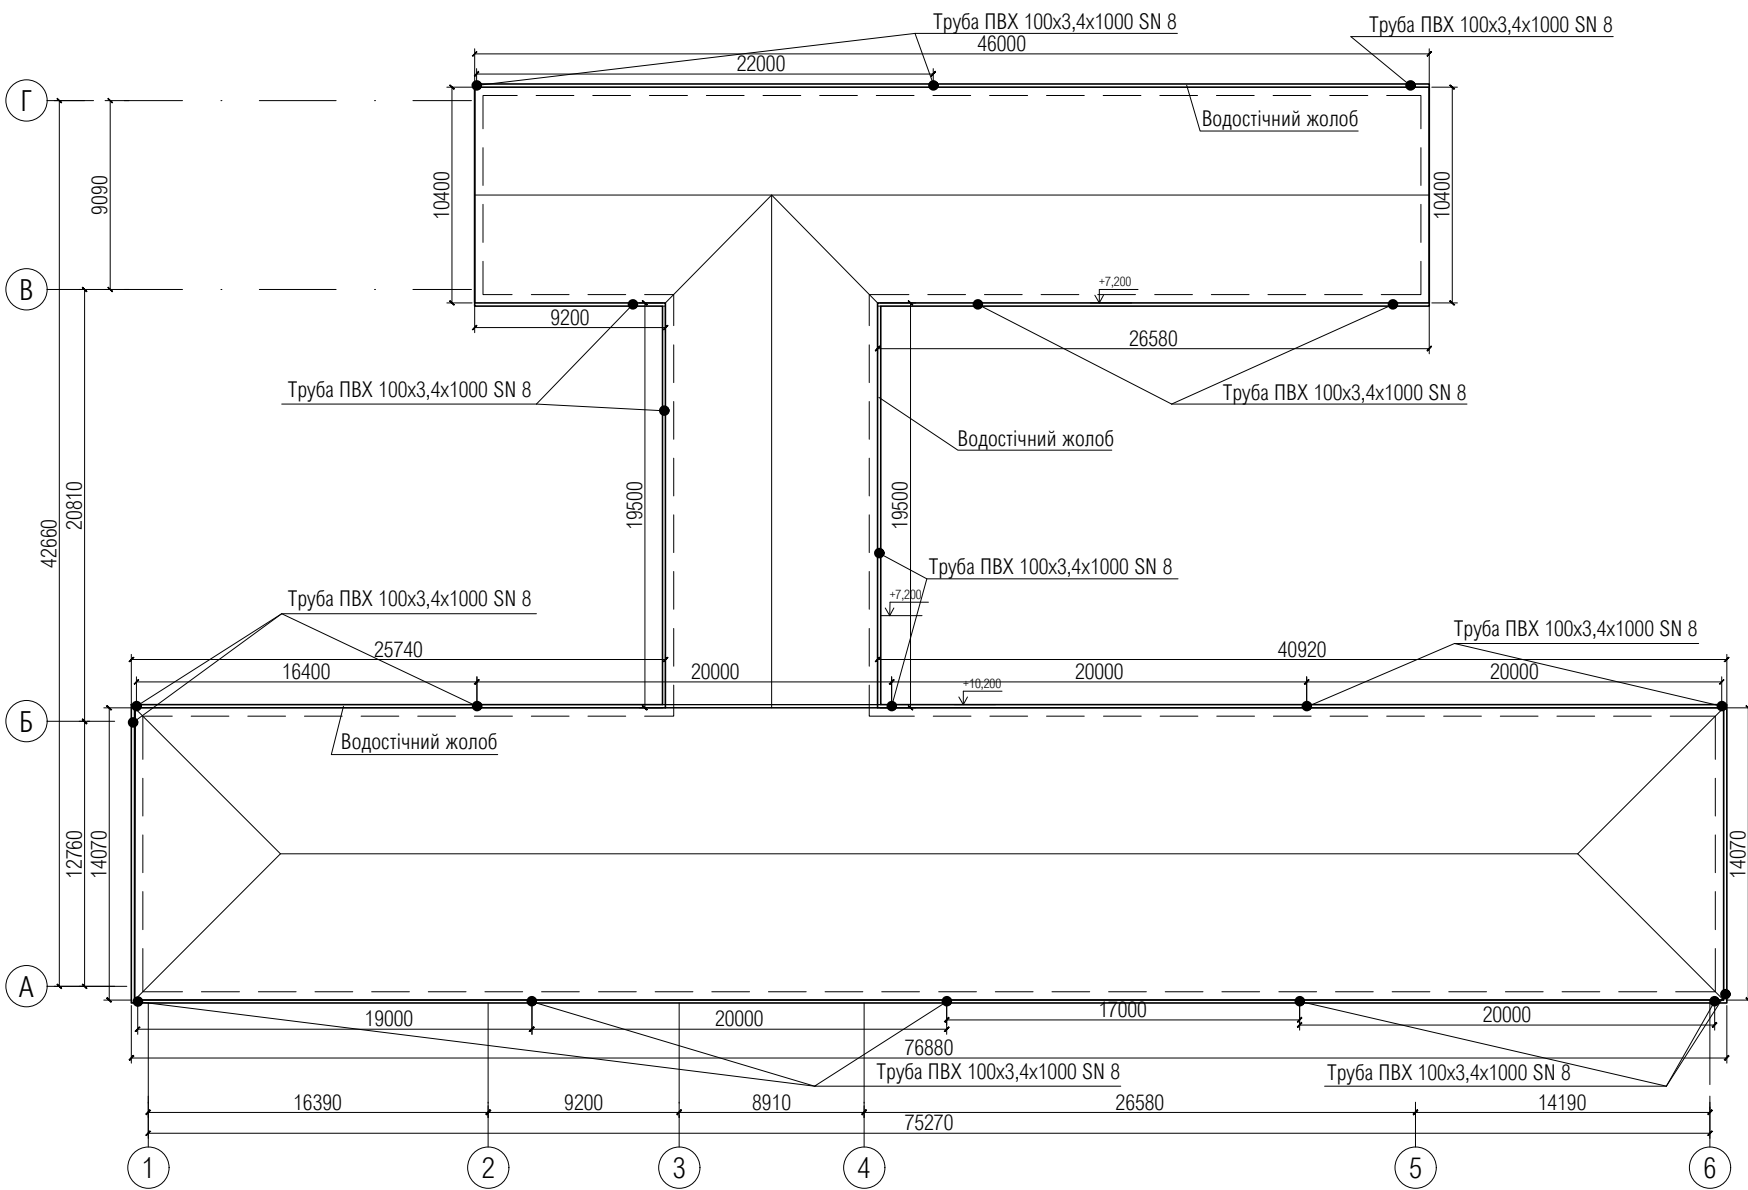 Труба ПВХ 100х3,4х1000 SN 8
Труба ПВХ 100х3,4х1000 SN 8
46000
22000
Г
Водостічний жолоб
9090
10400
10400
В
+7,200
9200
26580
Труба ПВХ 100х3,4х1000 SN 8
Труба ПВХ 100х3,4х1000 SN 8
Водостічний жолоб
42660
20810
19500
19500
Труба ПВХ 100х3,4х1000 SN 8
+7,200
Труба ПВХ 100х3,4х1000 SN 8
Труба ПВХ 100х3,4х1000 SN 8
25740
40920
16400
20000
20000
20000
+10,200
Б
Водостічний жолоб
12760
14070
14070
А
19000
20000
17000
20000
76880
Труба ПВХ 100х3,4х1000 SN 8
Труба ПВХ 100х3,4х1000 SN 8
16390
9200
8910
26580
14190
75270
1
2
3
4
5
6